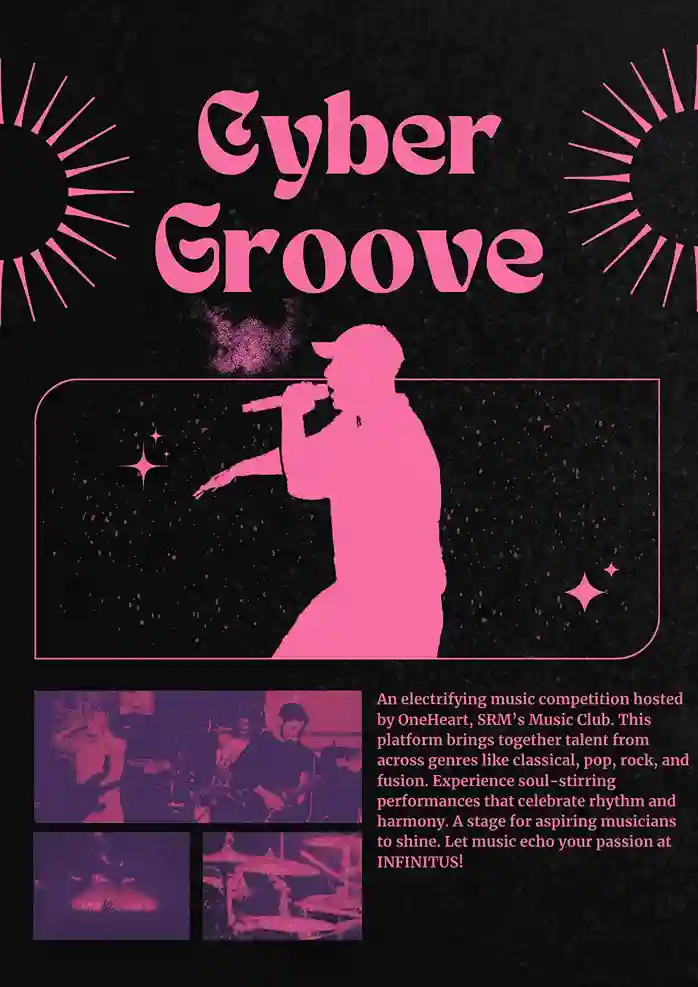 Cyber
Groove
An electrifying music competition hosted
by OneHeart, SRM's Music Club. This
platform brings together talent from
across genres like classical, pop, rock, and
fusion. Experience soul-stirring
performances that celebrate rhythm and
harmony. A stage for aspiring musicians
to shine. Let music echo your passion at
INFINITUS!